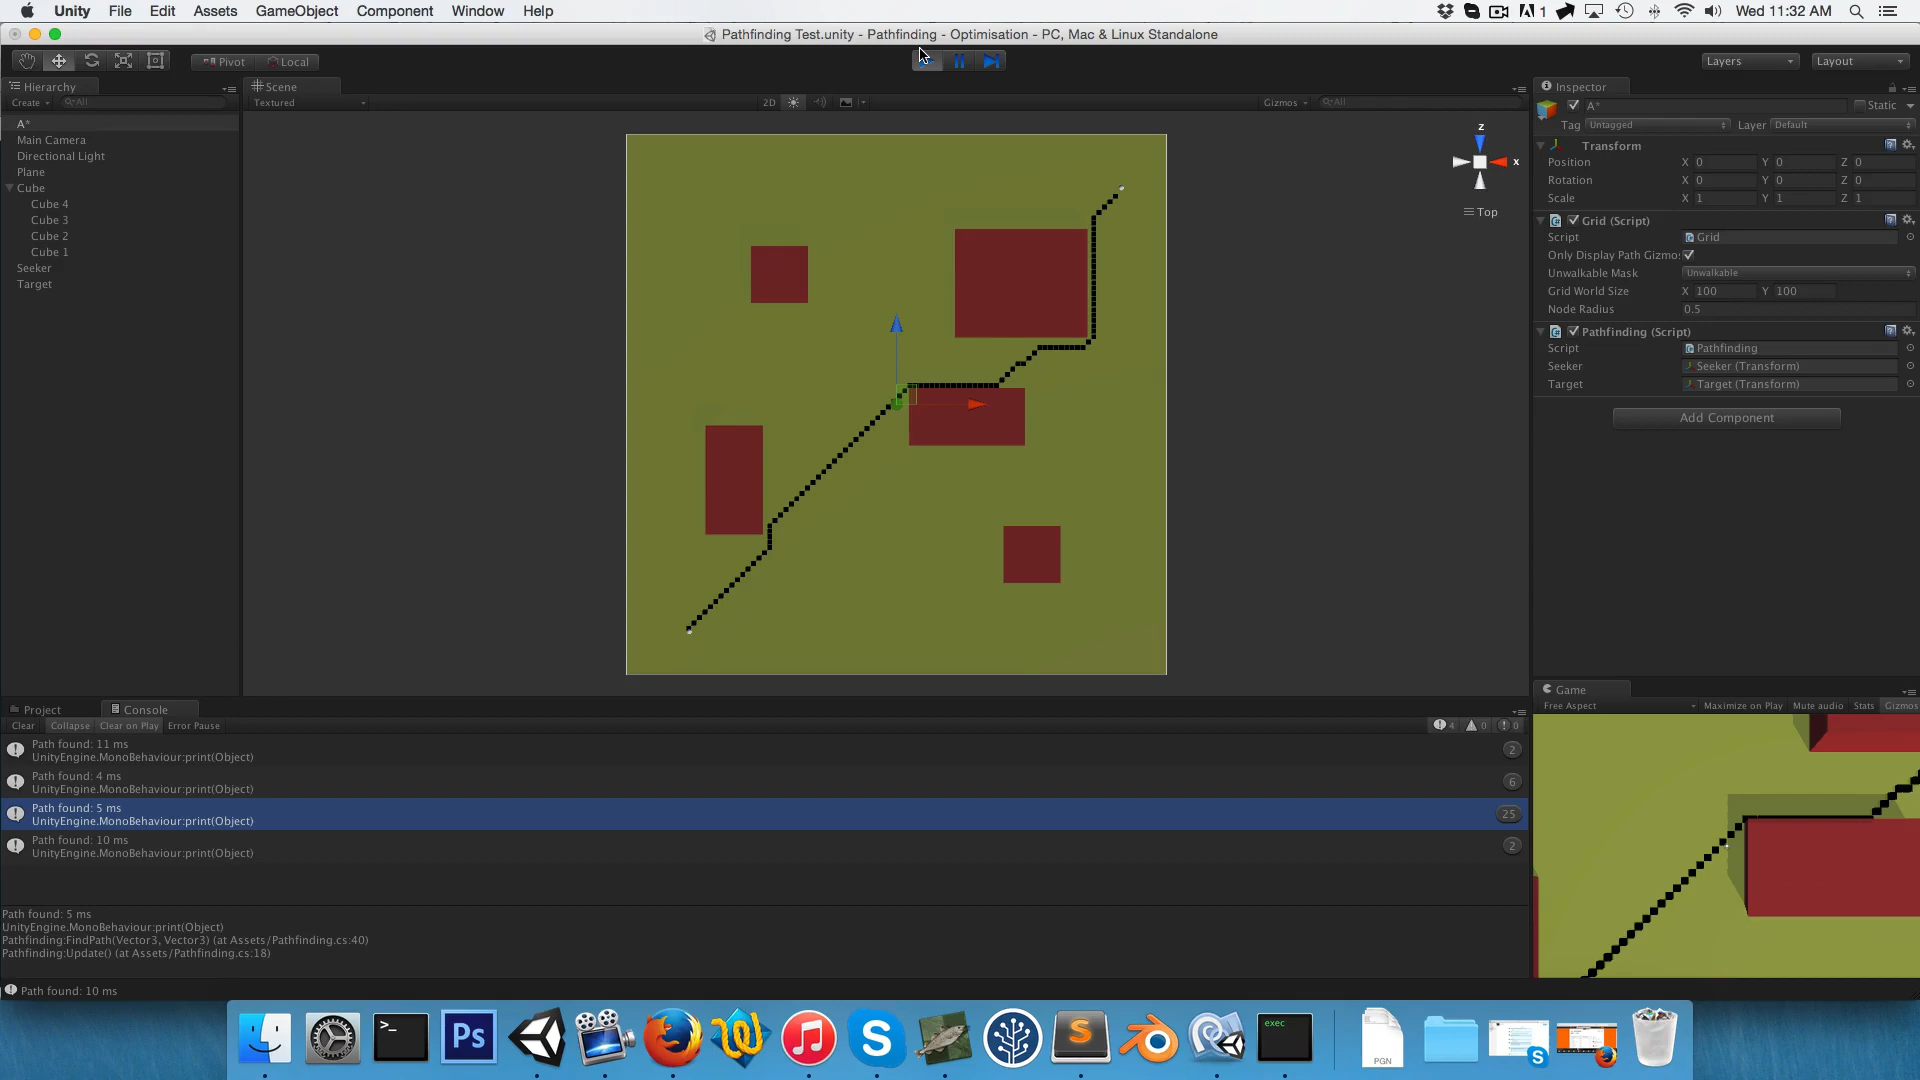 Unity File Edit Assets GameObject Component Window Help
1 Wed 11:32 AM
Pathfinding Test.unity - Pathfinding - Optimisation - PC, Mac & Linux Standalone
Pivot Local
Layers Layout
Hierarchy
Create All
A*
Main Camera
Directional Light
Plane
Cube
Cube 4
Cube 3
Cube 2
Cube 1
Seeker
Target
Scene
Textured 2D Gizmos All
z
x
Top
Inspector
A* Static
Tag Untagged Layer Default
Transform
Position X 0 Y 0 Z 0
Rotation X 0 Y 0 Z 0
Scale X 1 Y 1 Z 1
Grid (Script)
Script Grid
Only Display Path Gizmo
Unwalkable Mask Unwalkable
Grid World Size X 100 Y 100
Node Radius 0.5
Pathfinding (Script)
Script Pathfinding
Seeker Seeker (Transform)
Target Target (Transform)
Add Component
Game
Free Aspect Maximize on Play Mute audio Stats Gizmos
Project Console
Clear Collapse Clear on Play Error Pause 4 0 0
Path found: 11 ms
UnityEngine.MonoBehaviour:print(Object) 2
Path found: 4 ms
UnityEngine.MonoBehaviour:print(Object) 6
Path found: 5 ms
UnityEngine.MonoBehaviour:print(Object) 25
Path found: 10 ms
UnityEngine.MonoBehaviour:print(Object) 2
Path found: 5 ms
UnityEngine.MonoBehaviour:print(Object)
Pathfinding:FindPath(Vector3, Vector3) (at Assets/Pathfinding.cs:40)
Pathfinding:Update() (at Assets/Pathfinding.cs:18)
Path found: 10 ms
>_ Ps S S exec PGN S